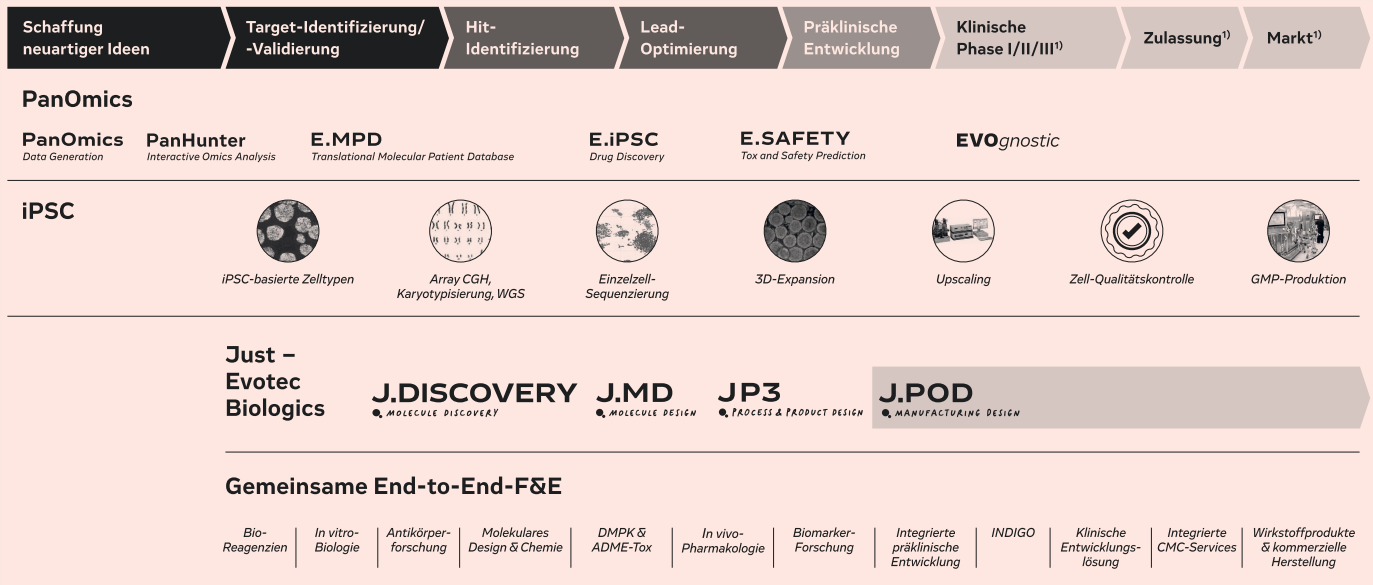 Schaffung
neuartiger Ideen
Target-Identifizierung/
-Validierung
Hit-
Identifizierung
Lead-
Optimierung
Präklinische
Entwicklung
Klinische
Phase I/II/III¹⁾
Zulassung¹⁾
Markt¹⁾
PanOmics
PanOmics
Data Generation
PanHunter
Interactive Omics Analysis
E.MPD
Translational Molecular Patient Database
E.iPSC
Drug Discovery
E.SAFETY
Tox and Safety Prediction
EVOgnostic
iPSC
iPSC-basierte Zelltypen
Array CGH,
Karyotypisierung, WGS
Einzelzell-
Sequenzierung
3D-Expansion
Upscaling
Zell-Qualitätskontrolle
GMP-Produktion
Just –
Evotec
Biologics
J.DISCOVERY
MOLECULE DISCOVERY
J.MD
MOLECULE DESIGN
JP3
PROCESS & PRODUCT DESIGN
J.POD
MANUFACTURING DESIGN
Gemeinsame End-to-End-F&E
Bio-
Reagenzien
In vitro-
Biologie
Antikörper-
forschung
Molekulares
Design & Chemie
DMPK &
ADME-Tox
In vivo-
Pharmakologie
Biomarker-
Forschung
Integrierte
präklinische
Entwicklung
INDIGO
Klinische
Entwicklungs-
lösung
Integrierte
CMC-Services
Wirkstoffprodukte
& kommerzielle
Herstellung